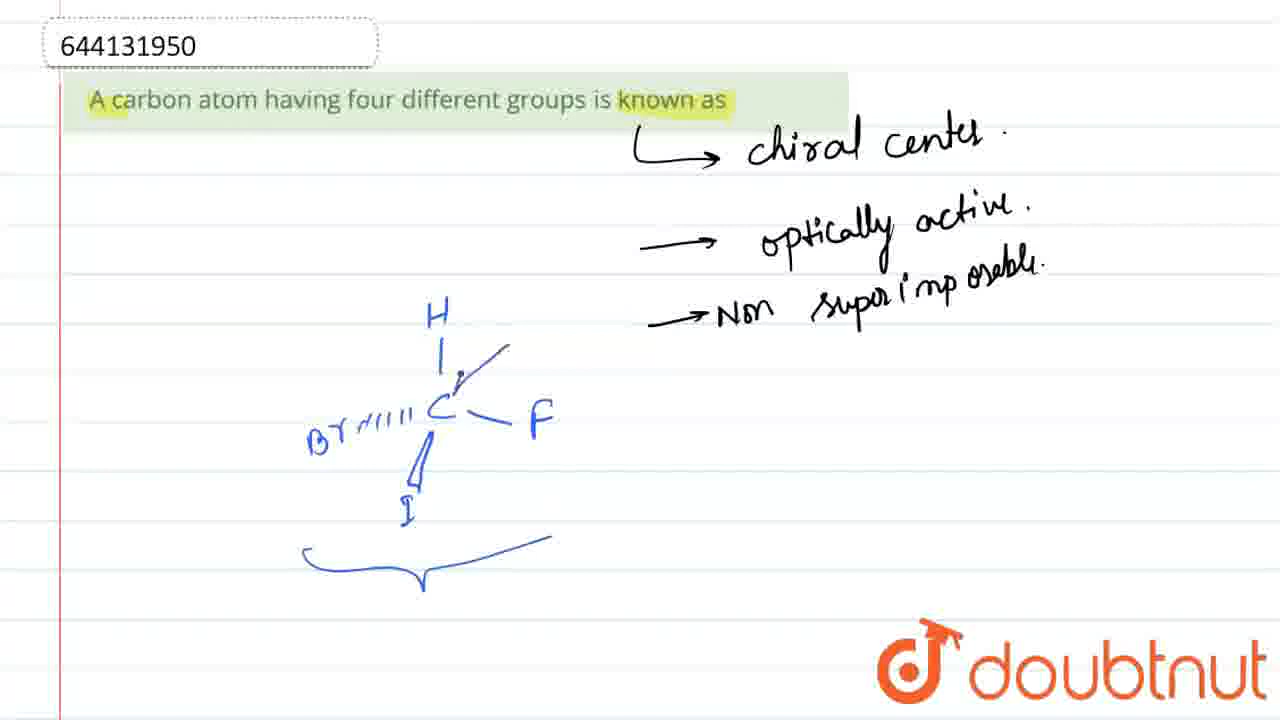 644131950
A carbon atom having four different groups is known as
chiral center.
optically active.
Non superimposable.
H
C
Br
F
I
doubtnut